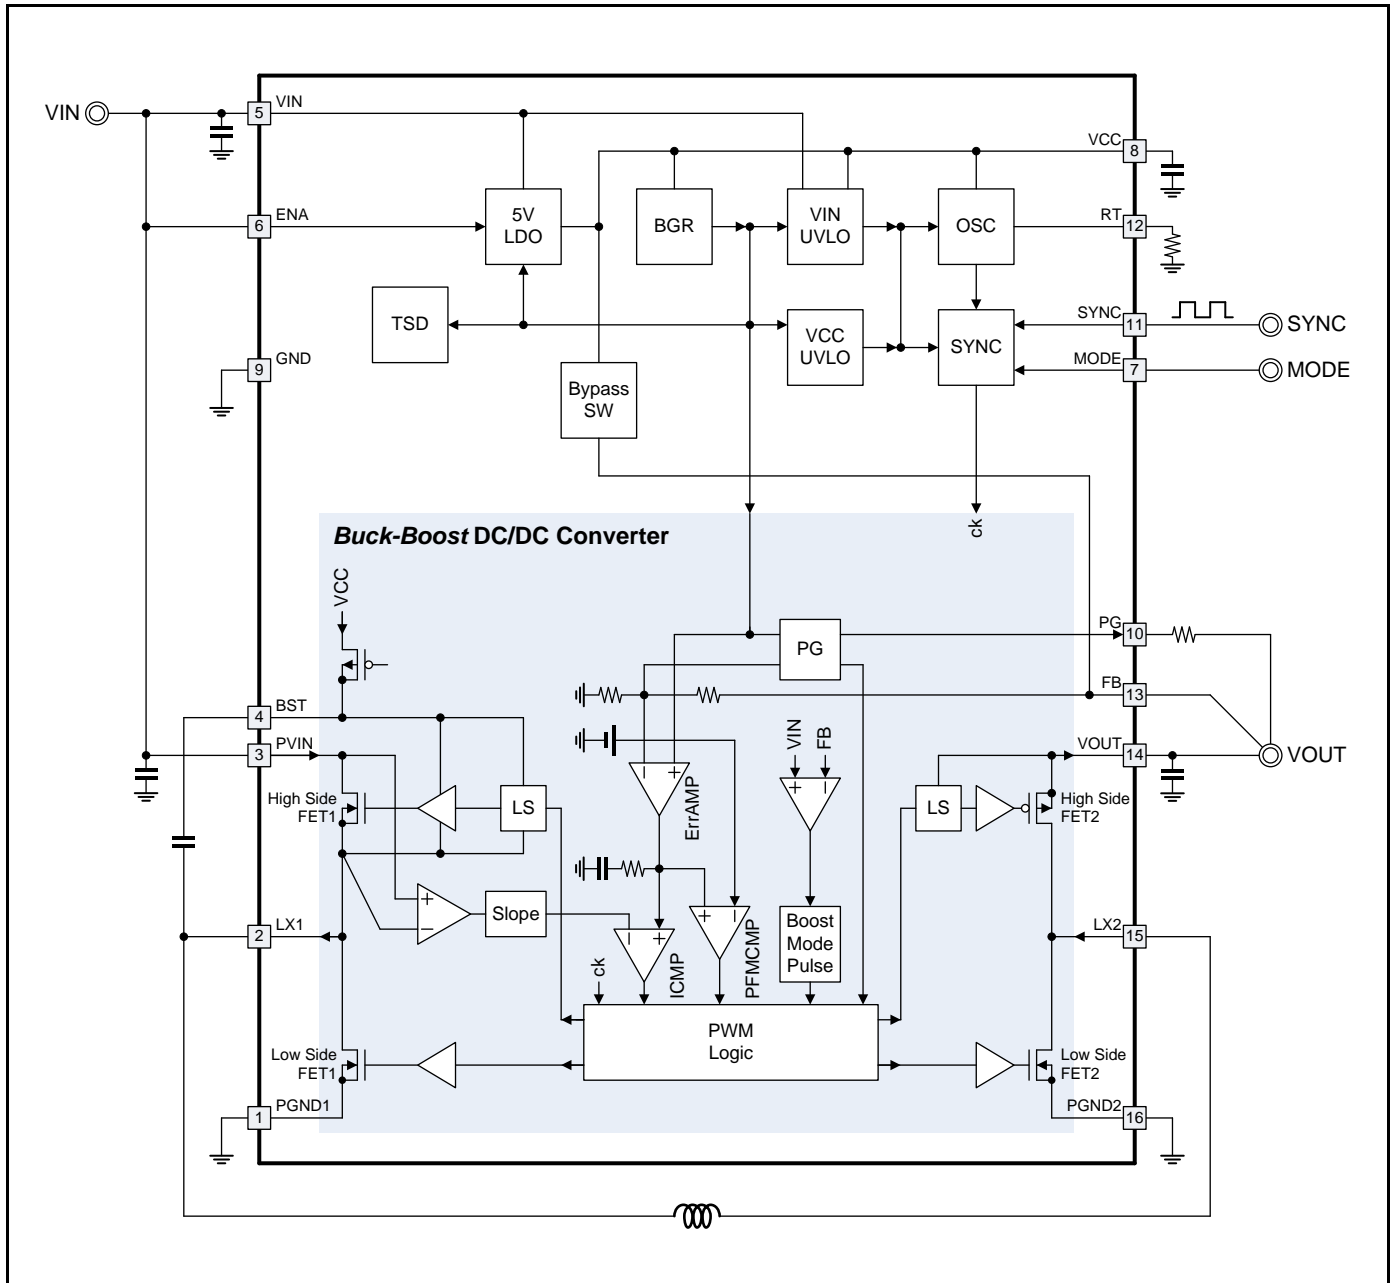 VIN
5
VIN
VCC
8
6
ENA
5V
LDO
BGR
VIN
UVLO
OSC
RT
12
TSD
VCC
UVLO
SYNC
SYNC
11
SYNC
MODE
7
MODE
GND
9
Bypass
SW
ck
Buck-Boost DC/DC Converter
VCC
PG
PG
10
FB
13
BST
4
PVIN
3
VIN
FB
VOUT
14
VOUT
High Side
FET1
LS
- +
ErrAMP
+ -
LS
High Side
FET2
+
-
Slope
- +
ICMP
+ -
PFMCMP
Boost
Mode
Pulse
LX1
2
LX2
15
ck
PWM
Logic
Low Side
FET1
Low Side
FET2
PGND1
1
PGND2
16